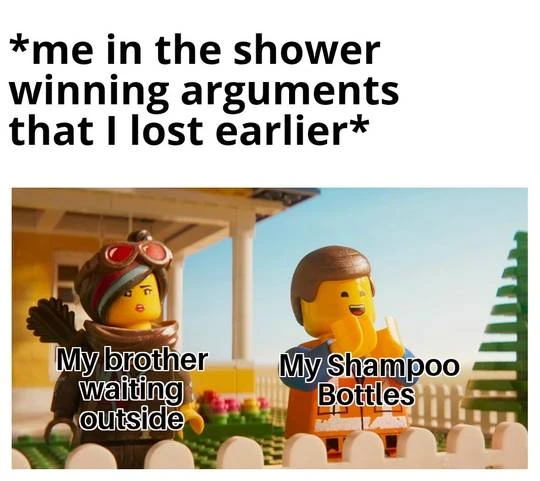 *me in the shower
winning arguments
that I lost earlier*
My brother
waiting
outside
My Shampoo
Bottles